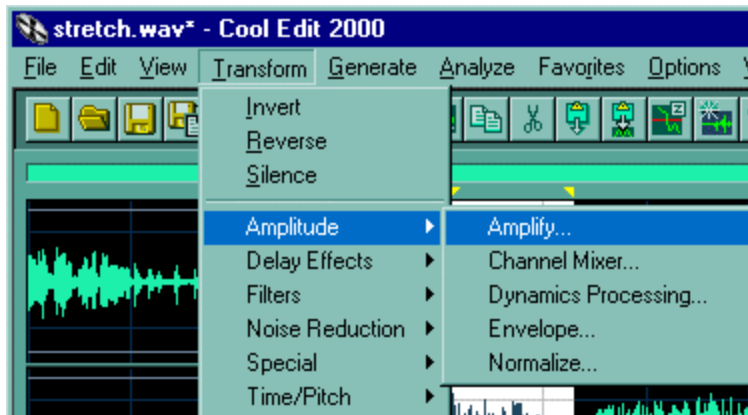 stretch.wav* - Cool Edit 2000
File Edit View Transform Generate Analyze Favorites Options
Invert
Reverse
Silence
Amplitude
Amplify...
Delay Effects
Channel Mixer...
Filters
Dynamics Processing...
Noise Reduction
Envelope...
Special
Normalize...
Time/Pitch